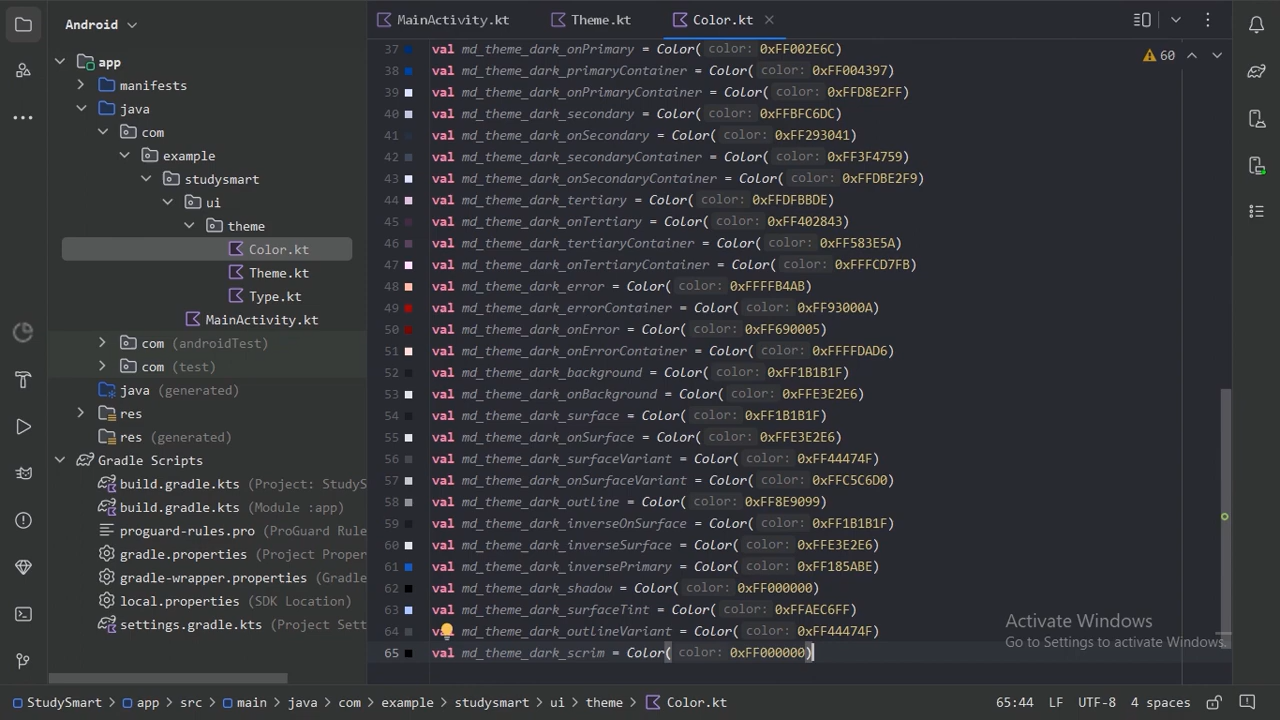 Android
MainActivity.kt
Theme.kt
Color.kt
app
manifests
java
com
example
studysmart
ui
theme
Color.kt
Theme.kt
Type.kt
MainActivity.kt
com (androidTest)
com (test)
java (generated)
res
res (generated)
Gradle Scripts
build.gradle.kts (Project: StudyS
build.gradle.kts (Module :app)
proguard-rules.pro (ProGuard Rule
gradle.properties (Project Prope
gradle-wrapper.properties (Gradle
local.properties (SDK Location)
settings.gradle.kts (Project Sett
60
37 val md_theme_dark_onPrimary = Color( color: 0xFF002E6C)
38 val md_theme_dark_primaryContainer = Color( color: 0xFF004397)
39 val md_theme_dark_onPrimaryContainer = Color( color: 0xFFD8E2FF)
40 val md_theme_dark_secondary = Color( color: 0xFFBFC6DC)
41 val md_theme_dark_onSecondary = Color( color: 0xFF293041)
42 val md_theme_dark_secondaryContainer = Color( color: 0xFF3F4759)
43 val md_theme_dark_onSecondaryContainer = Color( color: 0xFFDBE2F9)
44 val md_theme_dark_tertiary = Color( color: 0xFFDFBBDE)
45 val md_theme_dark_onTertiary = Color( color: 0xFF402843)
46 val md_theme_dark_tertiaryContainer = Color( color: 0xFF583E5A)
47 val md_theme_dark_onTertiaryContainer = Color( color: 0xFFFCD7FB)
48 val md_theme_dark_error = Color( color: 0xFFFFB4AB)
49 val md_theme_dark_errorContainer = Color( color: 0xFF93000A)
50 val md_theme_dark_onError = Color( color: 0xFF690005)
51 val md_theme_dark_onErrorContainer = Color( color: 0xFFFFDAD6)
52 val md_theme_dark_background = Color( color: 0xFF1B1B1F)
53 val md_theme_dark_onBackground = Color( color: 0xFFE3E2E6)
54 val md_theme_dark_surface = Color( color: 0xFF1B1B1F)
55 val md_theme_dark_onSurface = Color( color: 0xFFE3E2E6)
56 val md_theme_dark_surfaceVariant = Color( color: 0xFF44474F)
57 val md_theme_dark_onSurfaceVariant = Color( color: 0xFFC5C6D0)
58 val md_theme_dark_outline = Color( color: 0xFF8E9099)
59 val md_theme_dark_inverseOnSurface = Color( color: 0xFF1B1B1F)
60 val md_theme_dark_inverseSurface = Color( color: 0xFFE3E2E6)
61 val md_theme_dark_inversePrimary = Color( color: 0xFF185ABE)
62 val md_theme_dark_shadow = Color( color: 0xFF000000)
63 val md_theme_dark_surfaceTint = Color( color: 0xFFAEC6FF)
64 val md_theme_dark_outlineVariant = Color( color: 0xFF44474F)
65 val md_theme_dark_scrim = Color( color: 0xFF000000)
Activate Windows
Go to Settings to activate Windows.
StudySmart > app > src > main > java > com > example > studysmart > ui > theme > Color.kt
65:44 LF UTF-8 4 spaces